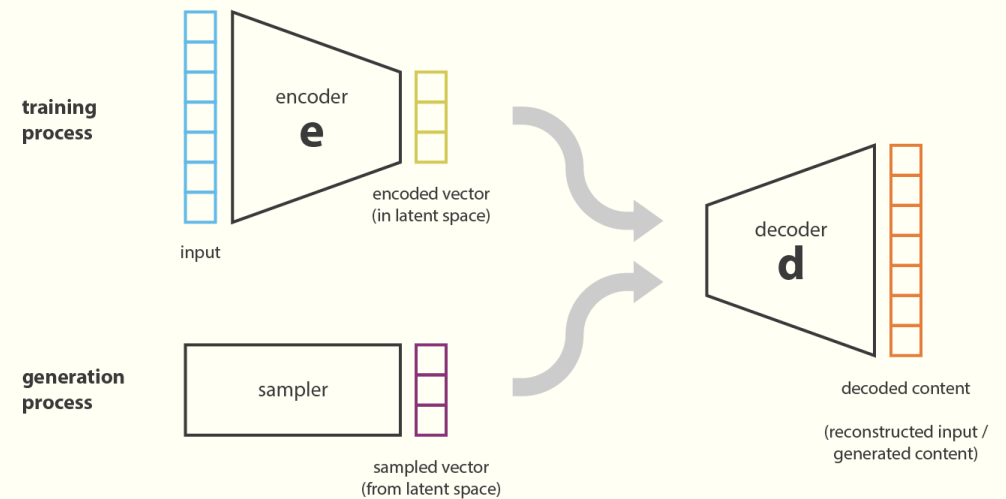 training
process
encoder
e
encoded vector
(in latent space)
input
generation
process
sampler
sampled vector
(from latent space)
decoder
d
decoded content
(reconstructed input /
generated content)